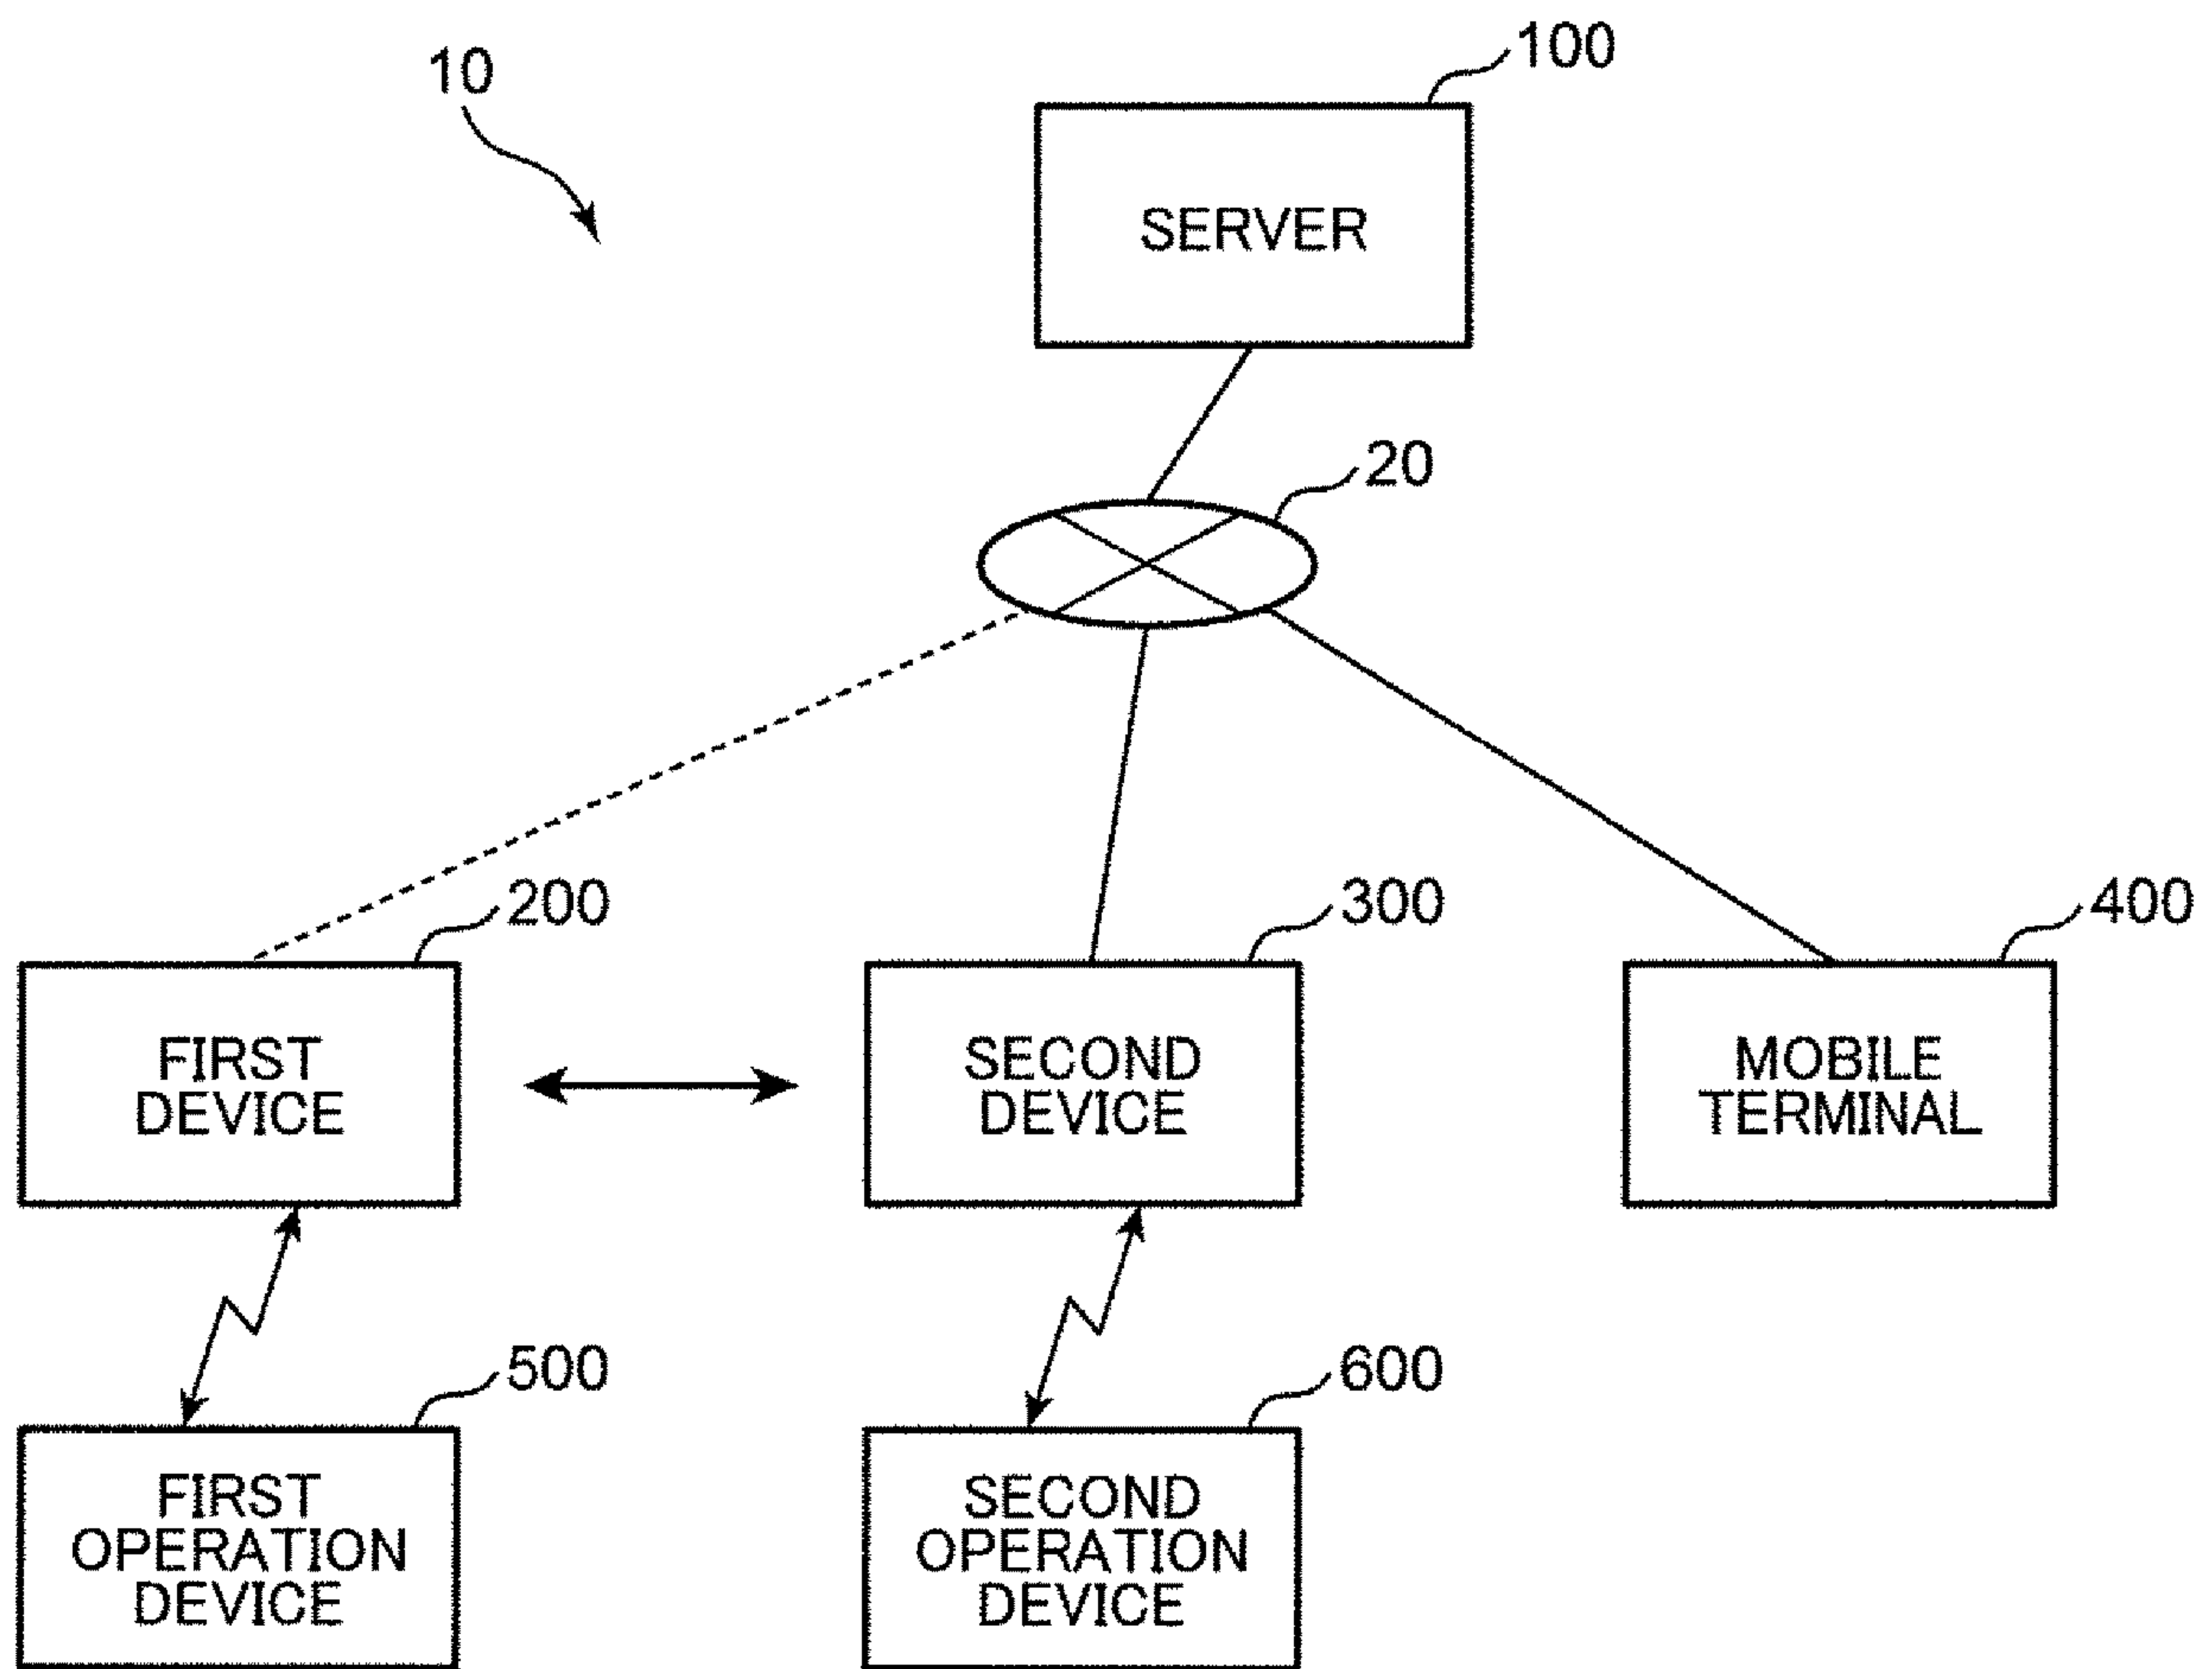 10
100
SERVER
20
200
300
400
FIRST
DEVICE
SECOND
DEVICE
MOBILE
TERMINAL
500
600
FIRST
OPERATION
DEVICE
SECOND
OPERATION
DEVICE